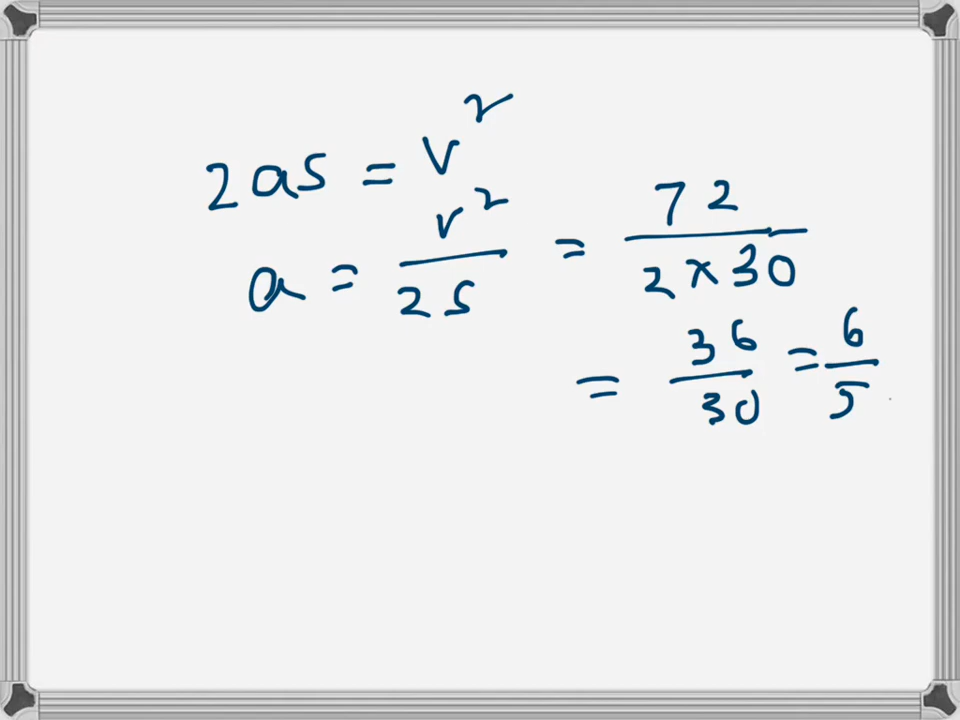 2as = v²
a = v²/2s = 72/2×30
= 36/30 = 6/5